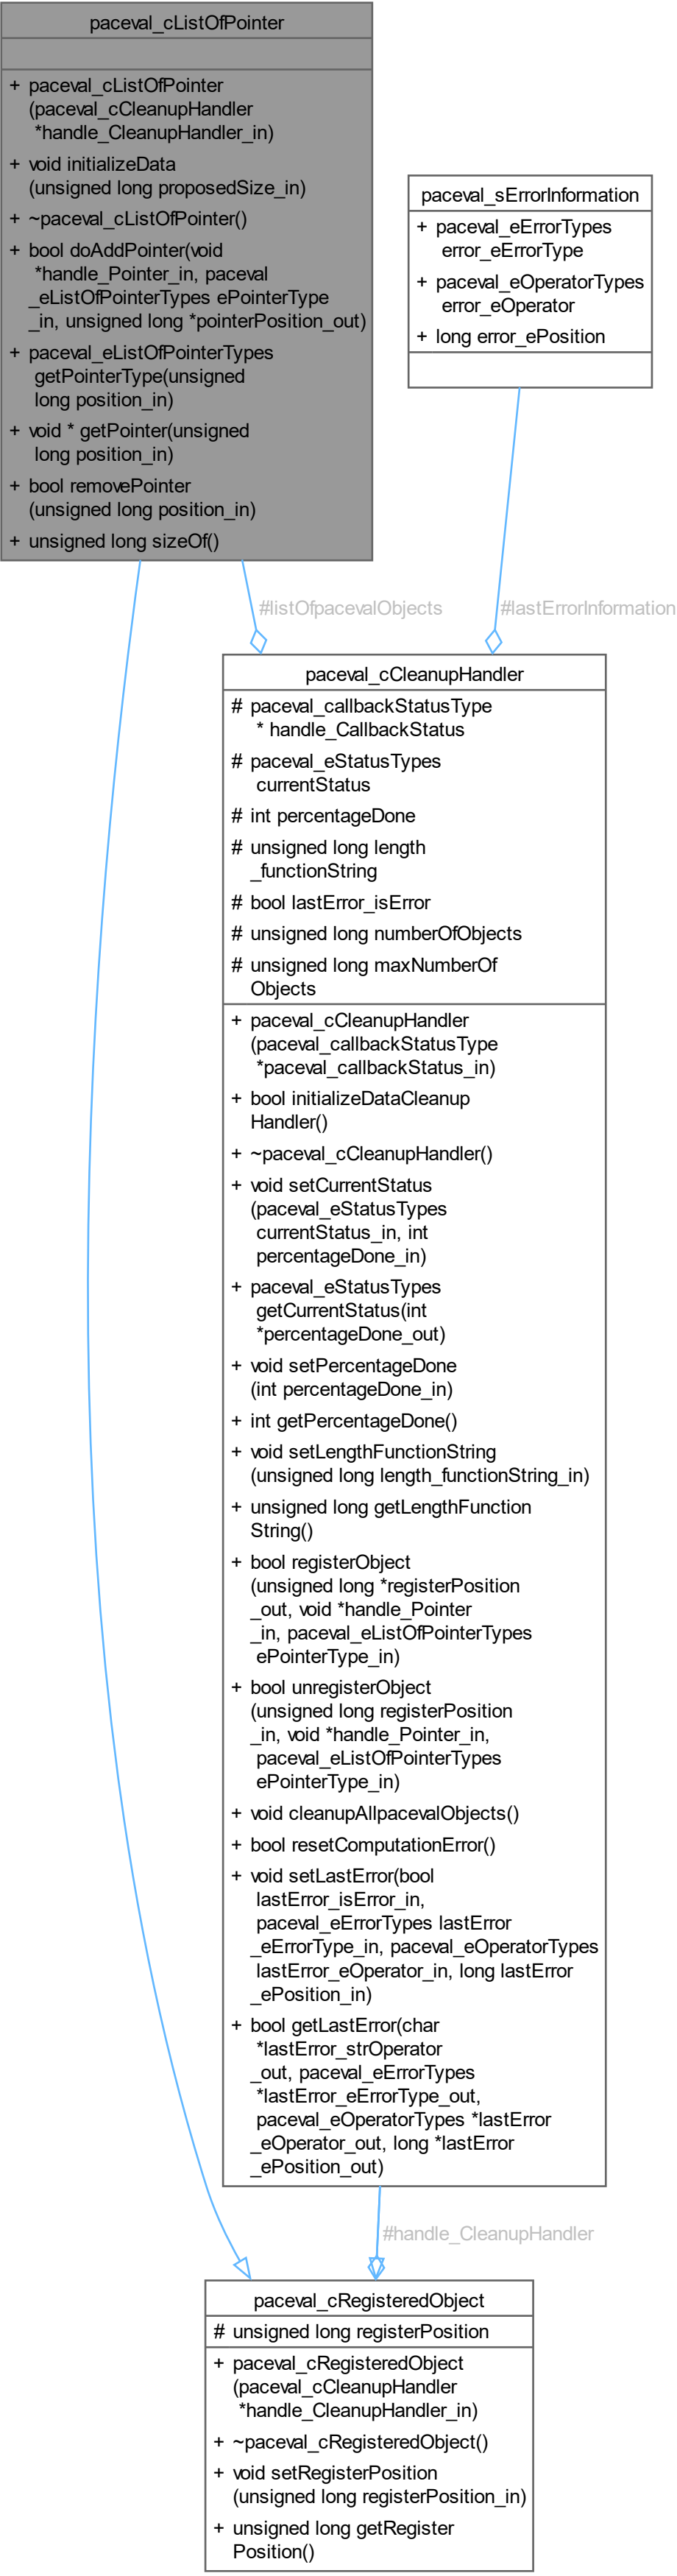 paceval_cListOfPointer
+ paceval_cListOfPointer
(paceval_cCleanupHandler
*handle_CleanupHandler_in)
+ void initializeData
(unsigned long proposedSize_in)
+ ~paceval_cListOfPointer()
+ bool doAddPointer(void
*handle_Pointer_in, paceval
_eListOfPointerTypes ePointerType
_in, unsigned long *pointerPosition_out)
+ paceval_eListOfPointerTypes
getPointerType(unsigned
long position_in)
+ void * getPointer(unsigned
long position_in)
+ bool removePointer
(unsigned long position_in)
+ unsigned long sizeOf()
paceval_sErrorInformation
+ paceval_eErrorTypes
error_eErrorType
+ paceval_eOperatorTypes
error_eOperator
+ long error_ePosition
#listOfpacevalObjects
#lastErrorInformation
paceval_cCleanupHandler
# paceval_callbackStatusType
* handle_CallbackStatus
# paceval_eStatusTypes
currentStatus
# int percentageDone
# unsigned long length
_functionString
# bool lastError_isError
# unsigned long numberOfObjects
# unsigned long maxNumberOf
Objects
+ paceval_cCleanupHandler
(paceval_callbackStatusType
*paceval_callbackStatus_in)
+ bool initializeDataCleanup
Handler()
+ ~paceval_cCleanupHandler()
+ void setCurrentStatus
(paceval_eStatusTypes
currentStatus_in, int
percentageDone_in)
+ paceval_eStatusTypes
getCurrentStatus(int
*percentageDone_out)
+ void setPercentageDone
(int percentageDone_in)
+ int getPercentageDone()
+ void setLengthFunctionString
(unsigned long length_functionString_in)
+ unsigned long getLengthFunction
String()
+ bool registerObject
(unsigned long *registerPosition
_out, void *handle_Pointer
_in, paceval_eListOfPointerTypes
ePointerType_in)
+ bool unregisterObject
(unsigned long registerPosition
_in, void *handle_Pointer_in,
paceval_eListOfPointerTypes
ePointerType_in)
+ void cleanupAllpacevalObjects()
+ bool resetComputationError()
+ void setLastError(bool
lastError_isError_in,
paceval_eErrorTypes lastError
_eErrorType_in, paceval_eOperatorTypes
lastError_eOperator_in, long lastError
_ePosition_in)
+ bool getLastError(char
*lastError_strOperator
_out, paceval_eErrorTypes
*lastError_eErrorType_out,
paceval_eOperatorTypes *lastError
_eOperator_out, long *lastError
_ePosition_out)
#handle_CleanupHandler
paceval_cRegisteredObject
# unsigned long registerPosition
+ paceval_cRegisteredObject
(paceval_cCleanupHandler
*handle_CleanupHandler_in)
+ ~paceval_cRegisteredObject()
+ void setRegisterPosition
(unsigned long registerPosition_in)
+ unsigned long getRegister
Position()